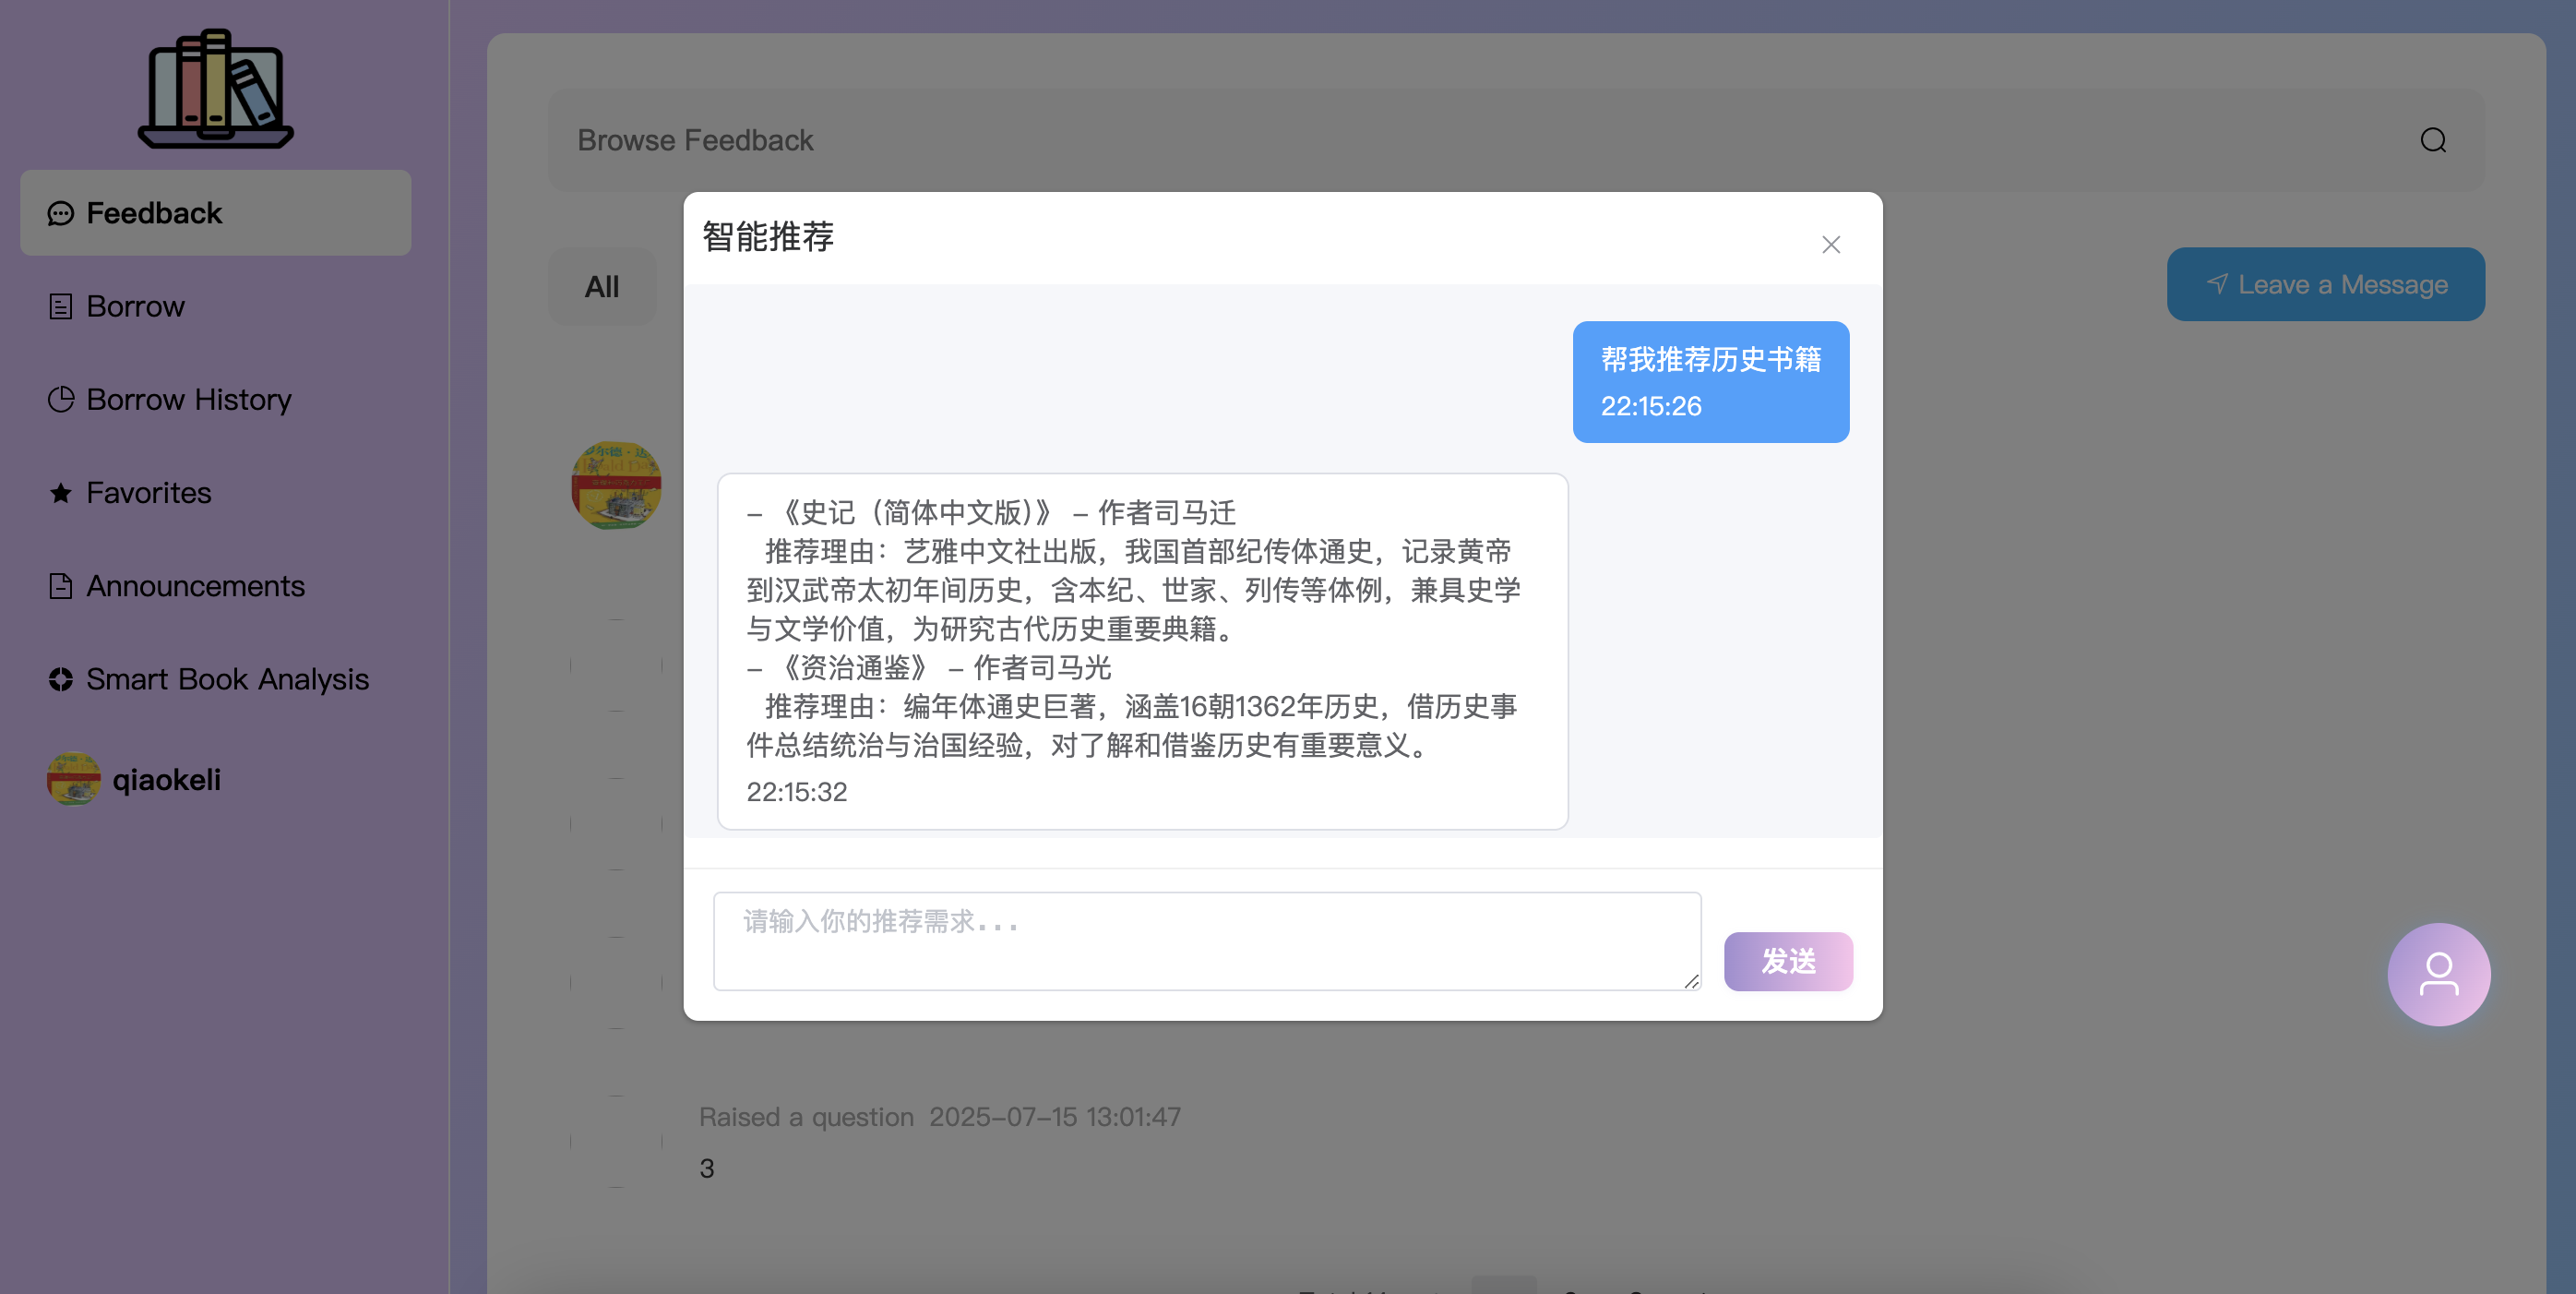 Feedback
Borrow
Borrow History
Favorites
Announcements
Smart Book Analysis
qiaokeli
Browse Feedback
All
Leave a Message
智能推荐
帮我推荐历史书籍
22:15:26
– 《史记（简体中文版）》 – 作者司马迁
推荐理由：艺雅中文社出版，我国首部纪传体通史，记录黄帝
到汉武帝太初年间历史，含本纪、世家、列传等体例，兼具史学
与文学价值，为研究古代历史重要典籍。
– 《资治通鉴》 – 作者司马光
推荐理由：编年体通史巨著，涵盖16朝1362年历史，借历史事
件总结统治与治国经验，对了解和借鉴历史有重要意义。
22:15:32
请输入你的推荐需求...
发送
Raised a question 2025-07-15 13:01:47
3